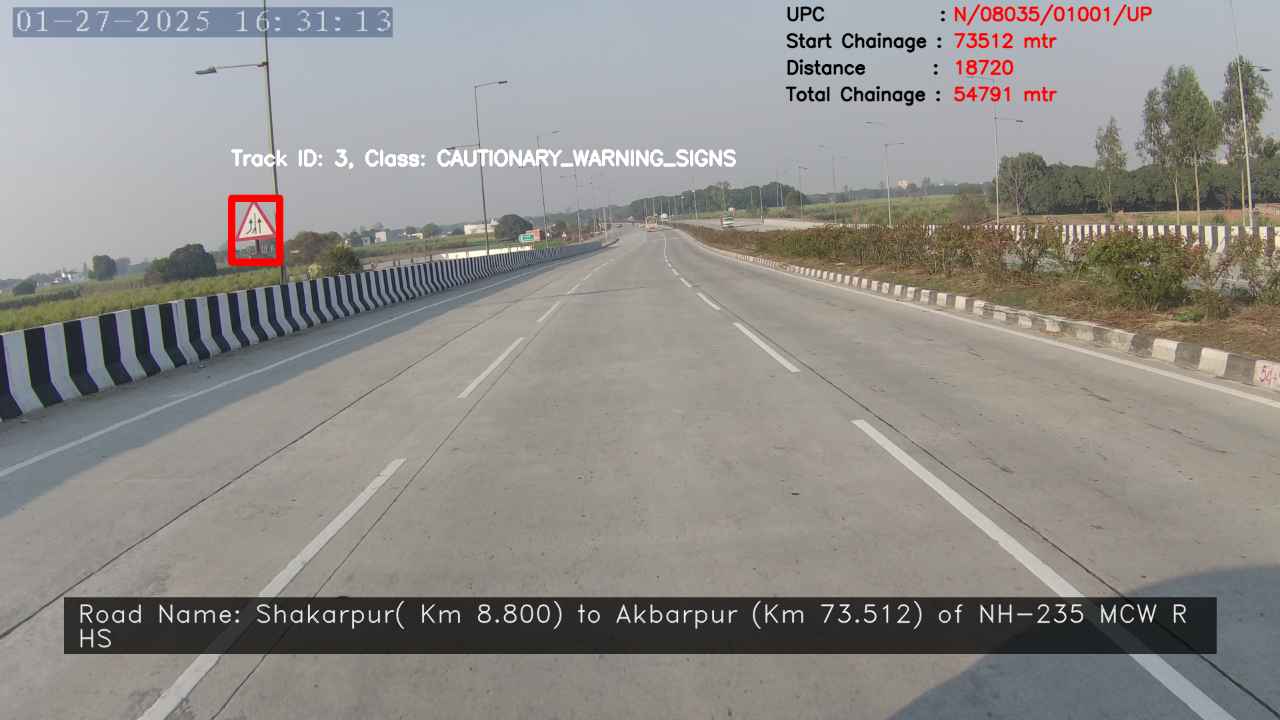 01-27-2025 16:31:13
UPC : N/08035/01001/UP
Start Chainage : 73512 mtr
Distance : 18720
Total Chainage : 54791 mtr
Track ID: 3, Class: CAUTIONARY_WARNING_SIGNS
Road Name: Shakarpur( Km 8.800) to Akbarpur (Km 73.512) of NH-235 MCW R
HS